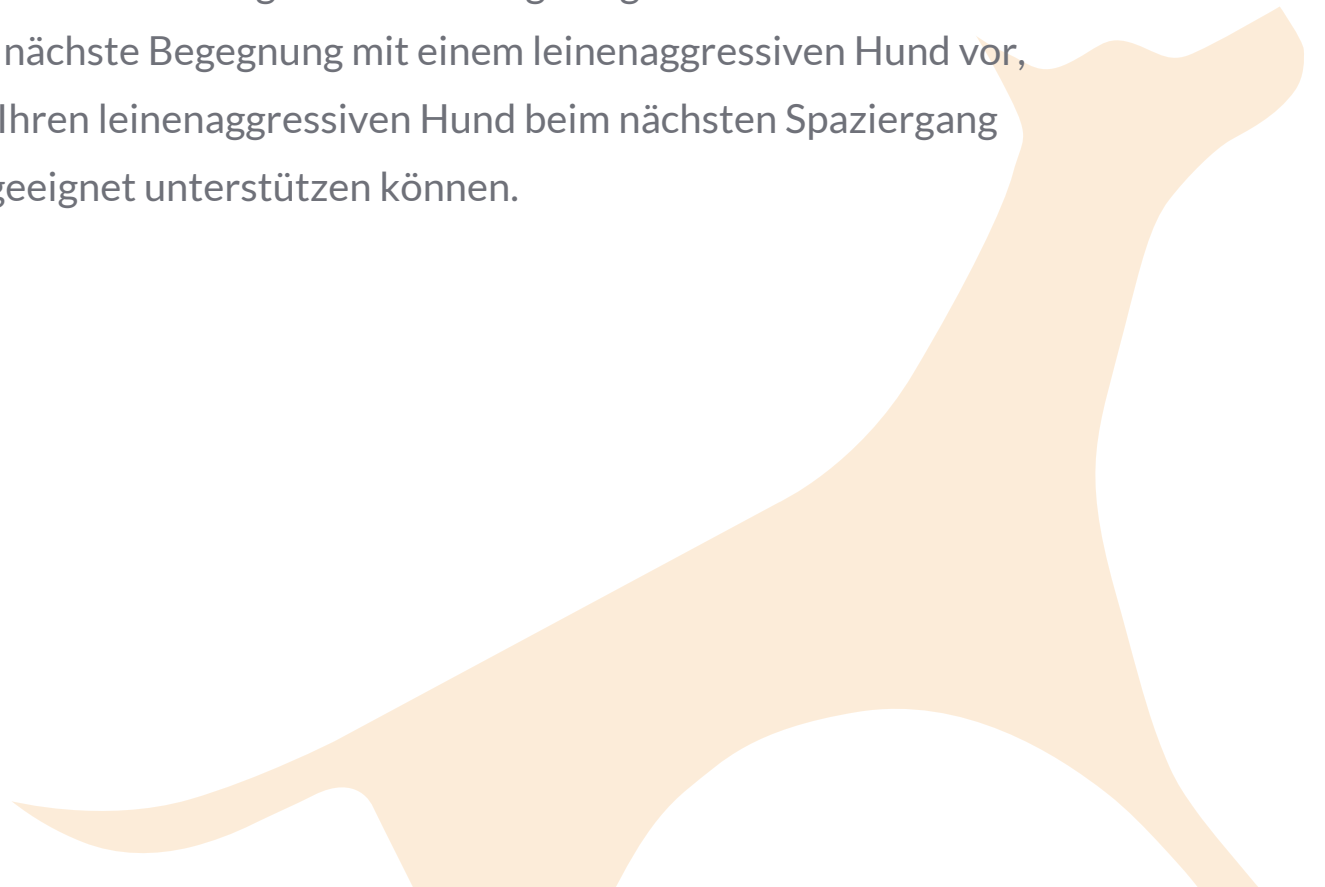 nächste Begegnung mit einem leinenaggressiven Hund vor,
Ihren leinenaggressiven Hund beim nächsten Spaziergang
geeignet unterstützen können.